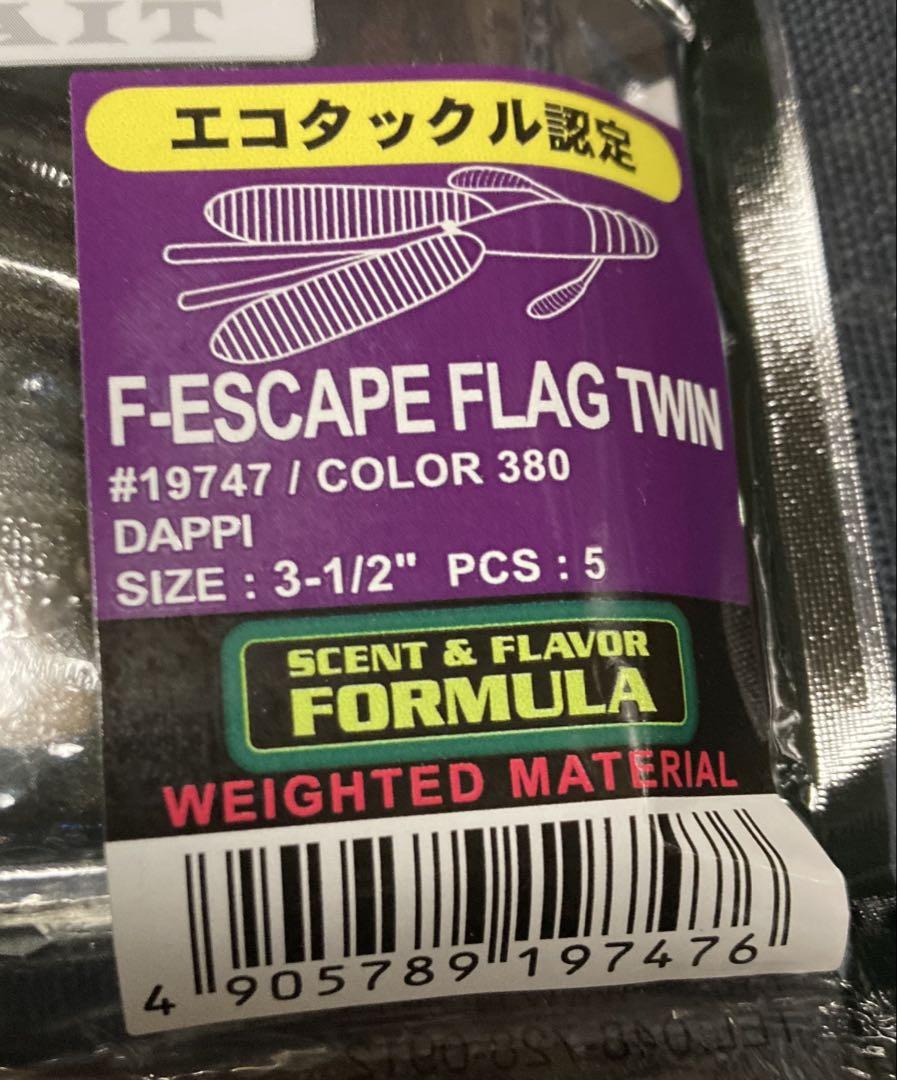 AIT
エコタックル認定
F-ESCAPE FLAG TWIN
#19747 / COLOR 380
DAPPI
SIZE : 3-1/2" PCS : 5
SCENT & FLAVOR
FORMULA
WEIGHTED MATERIAL
4 905789 197476